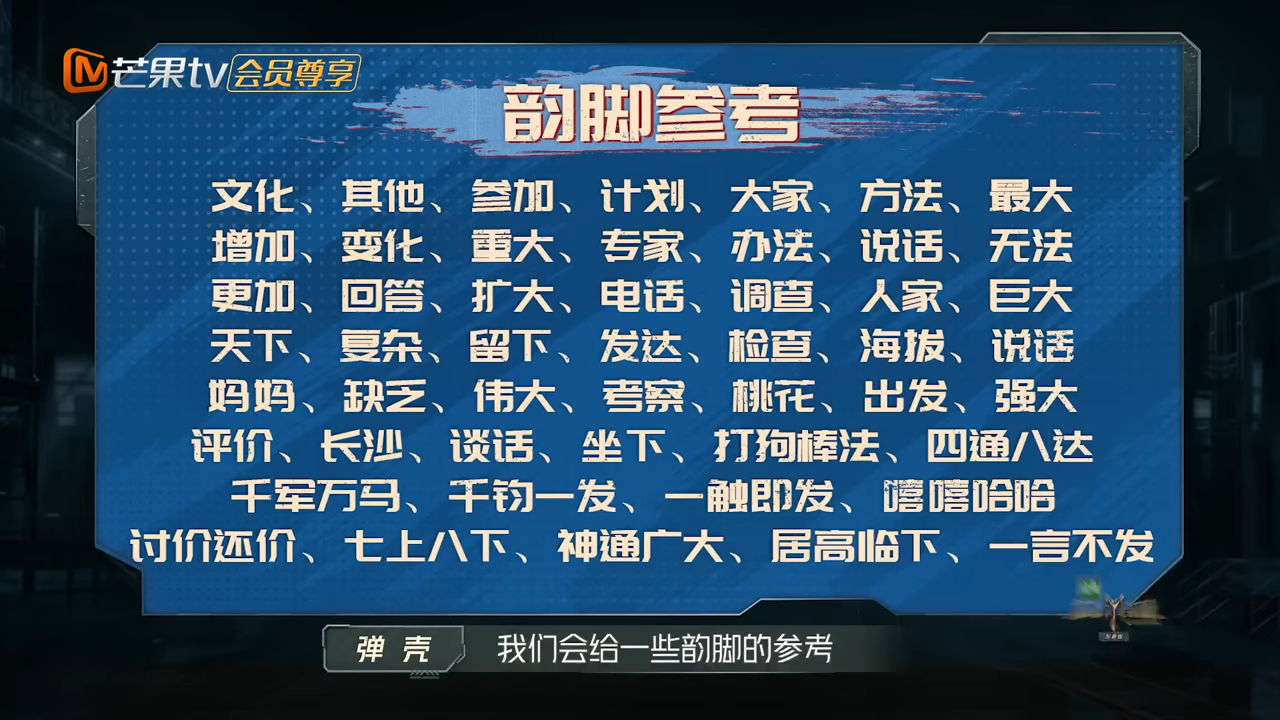 芒果tv会员尊享
韵脚参考
文化、其他、参加、计划、大家、方法、最大
增加、变化、重大、专家、办法、说话、无法
更加、回答、扩大、电话、调查、人家、巨大
天下、复杂、留下、发达、检查、海拔、说话
妈妈、缺乏、伟大、考察、桃花、出发、强大
评价、长沙、谈话、坐下、打狗棒法、四通八达
千军万马、千钧一发、一触即发、嘻嘻哈哈
讨价还价、七上八下、神通广大、居高临下、一言不发
弹壳 我们会给一些韵脚的参考